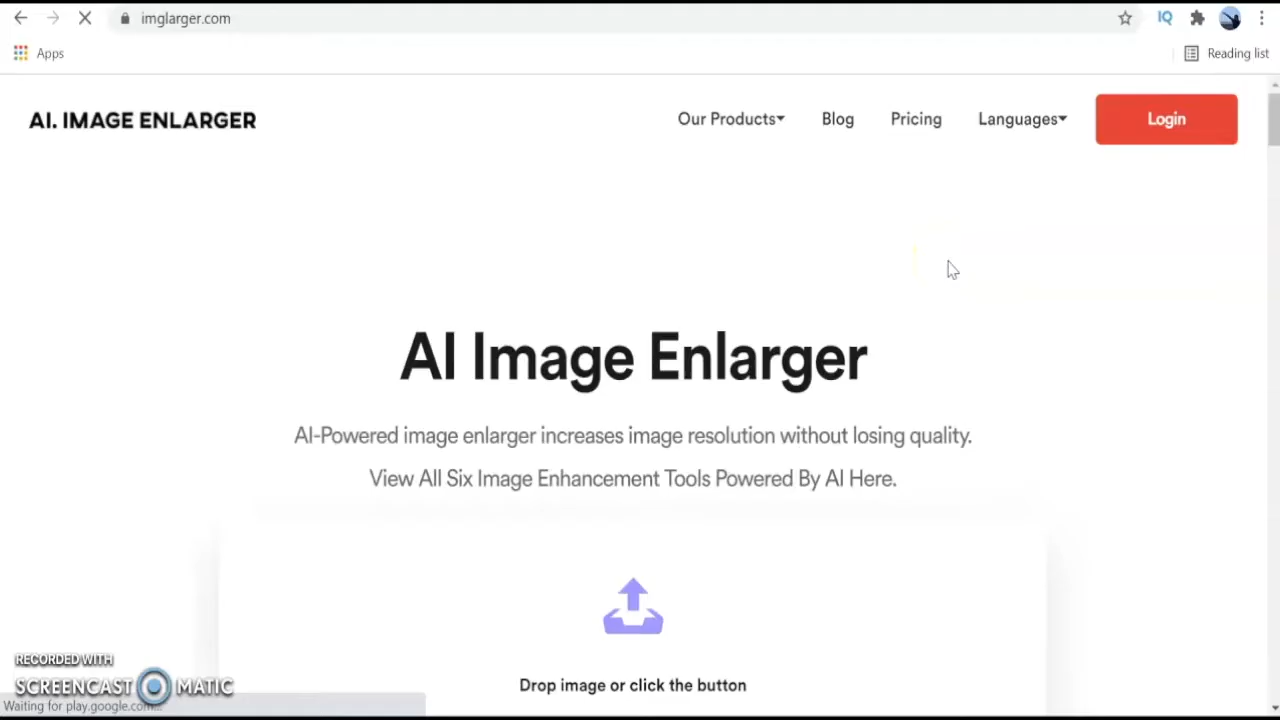 imglarger.com
IQ
Apps
Reading list
AI. IMAGE ENLARGER
Our Products
Blog
Pricing
Languages
Login
AI Image Enlarger
AI-Powered image enlarger increases image resolution without losing quality.
View All Six Image Enhancement Tools Powered By AI Here.
Drop image or click the button
RECORDED WITH
SCREENCAST MATIC
Waiting for play.google.com...